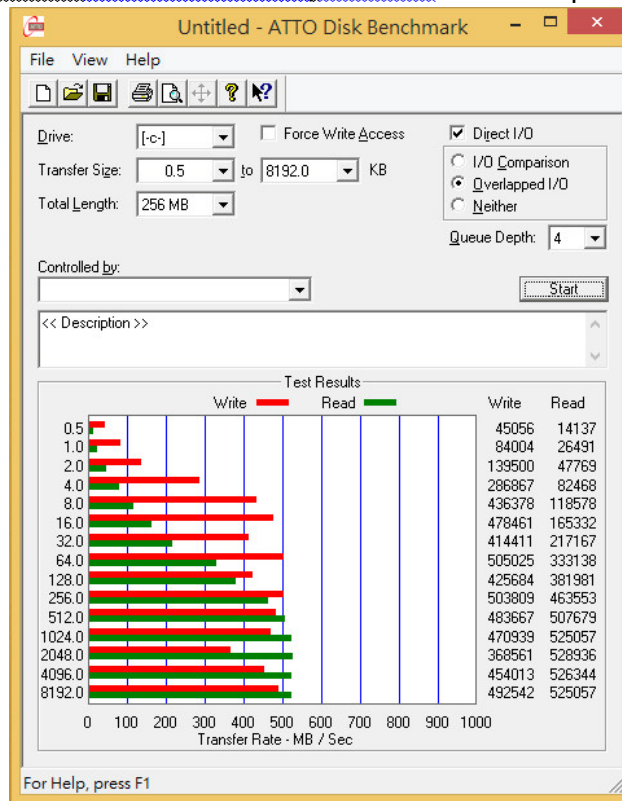 Untitled - ATTO Disk Benchmark
File View Help
Drive: [-c-] Force Write Access Direct I/O
Transfer Size: 0.5 to 8192.0 KB I/O Comparison
Overlapped I/O
Total Length: 256 MB Neither
Queue Depth: 4
Controlled by:
Start
<< Description >>
Test Results
Write Read Write Read
0.5 45056 14137
1.0 84004 26491
2.0 139500 47769
4.0 286867 82468
8.0 436378 118578
16.0 478461 165332
32.0 414411 217167
64.0 505025 333138
128.0 425684 381981
256.0 503809 463553
512.0 483667 507679
1024.0 470939 525057
2048.0 368561 528936
4096.0 454013 526344
8192.0 492542 525057
0 100 200 300 400 500 600 700 800 900 1000
Transfer Rate - MB / Sec
For Help, press F1